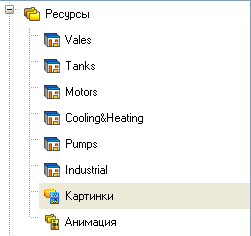 Ресурсы
Vales
Tanks
Motors
Cooling&Heating
Pumps
Industrial
Картинки
Анимация